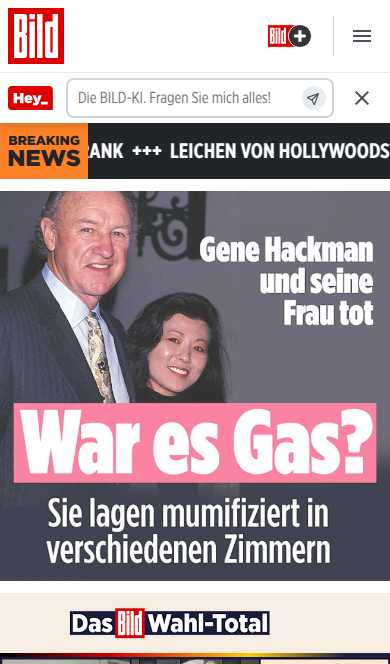 Bild
Bild
Hey_
Die BILD-KI. Fragen Sie mich alles!
BREAKING
NEWS
RANK +++ LEICHEN VON HOLLYWOODS
Gene Hackman
und seine
Frau tot
War es Gas?
Sie lagen mumifiziert in
verschiedenen Zimmern
Das Bild Wahl-Total